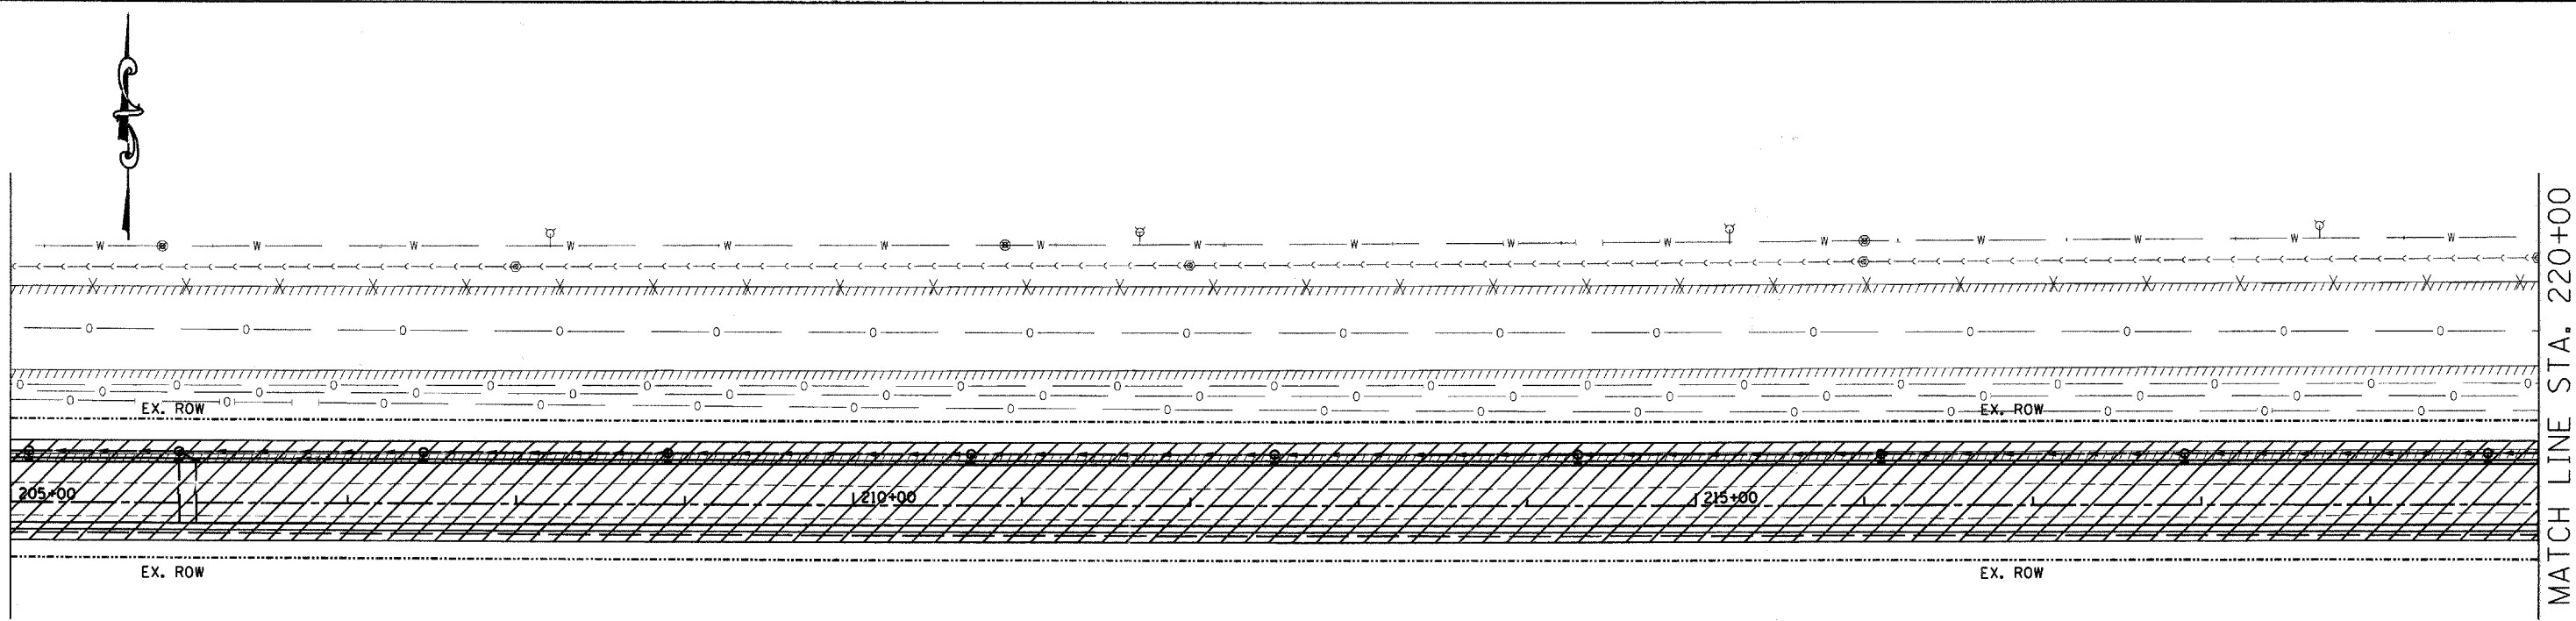 W W W W W W W W W W W W W W W W
O O O O O O O O O O O O O O O O
O O O O O O O O O O O O O O O O O
O O O O O O O O O O O O O O O O
O O O O O O O O O O O O O O O O
EX. ROW EX. ROW
205+00 210+00 215+00
EX. ROW EX. ROW
MATCH LINE STA. 220+00